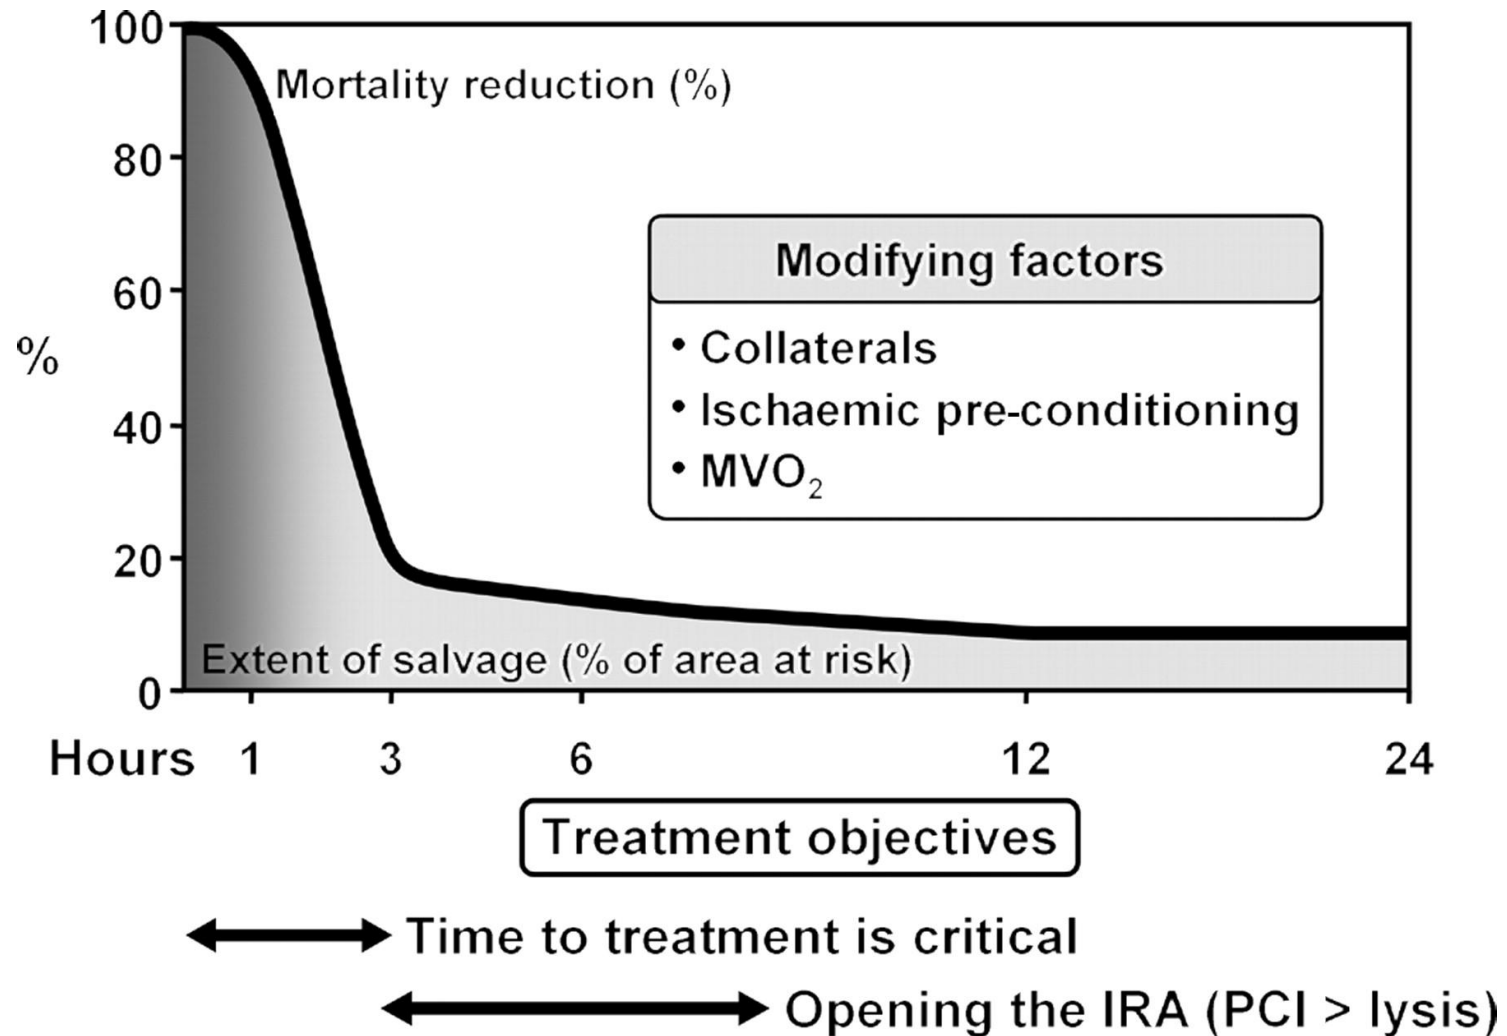 100
Mortality reduction (%)
80
Modifying factors
60
%
• Collaterals
40
• Ischaemic pre-conditioning
• MVO₂
20
Extent of salvage (% of area at risk)
0
Hours 1 3 6 12 24
Treatment objectives
Time to treatment is critical
Opening the IRA (PCI > lysis)